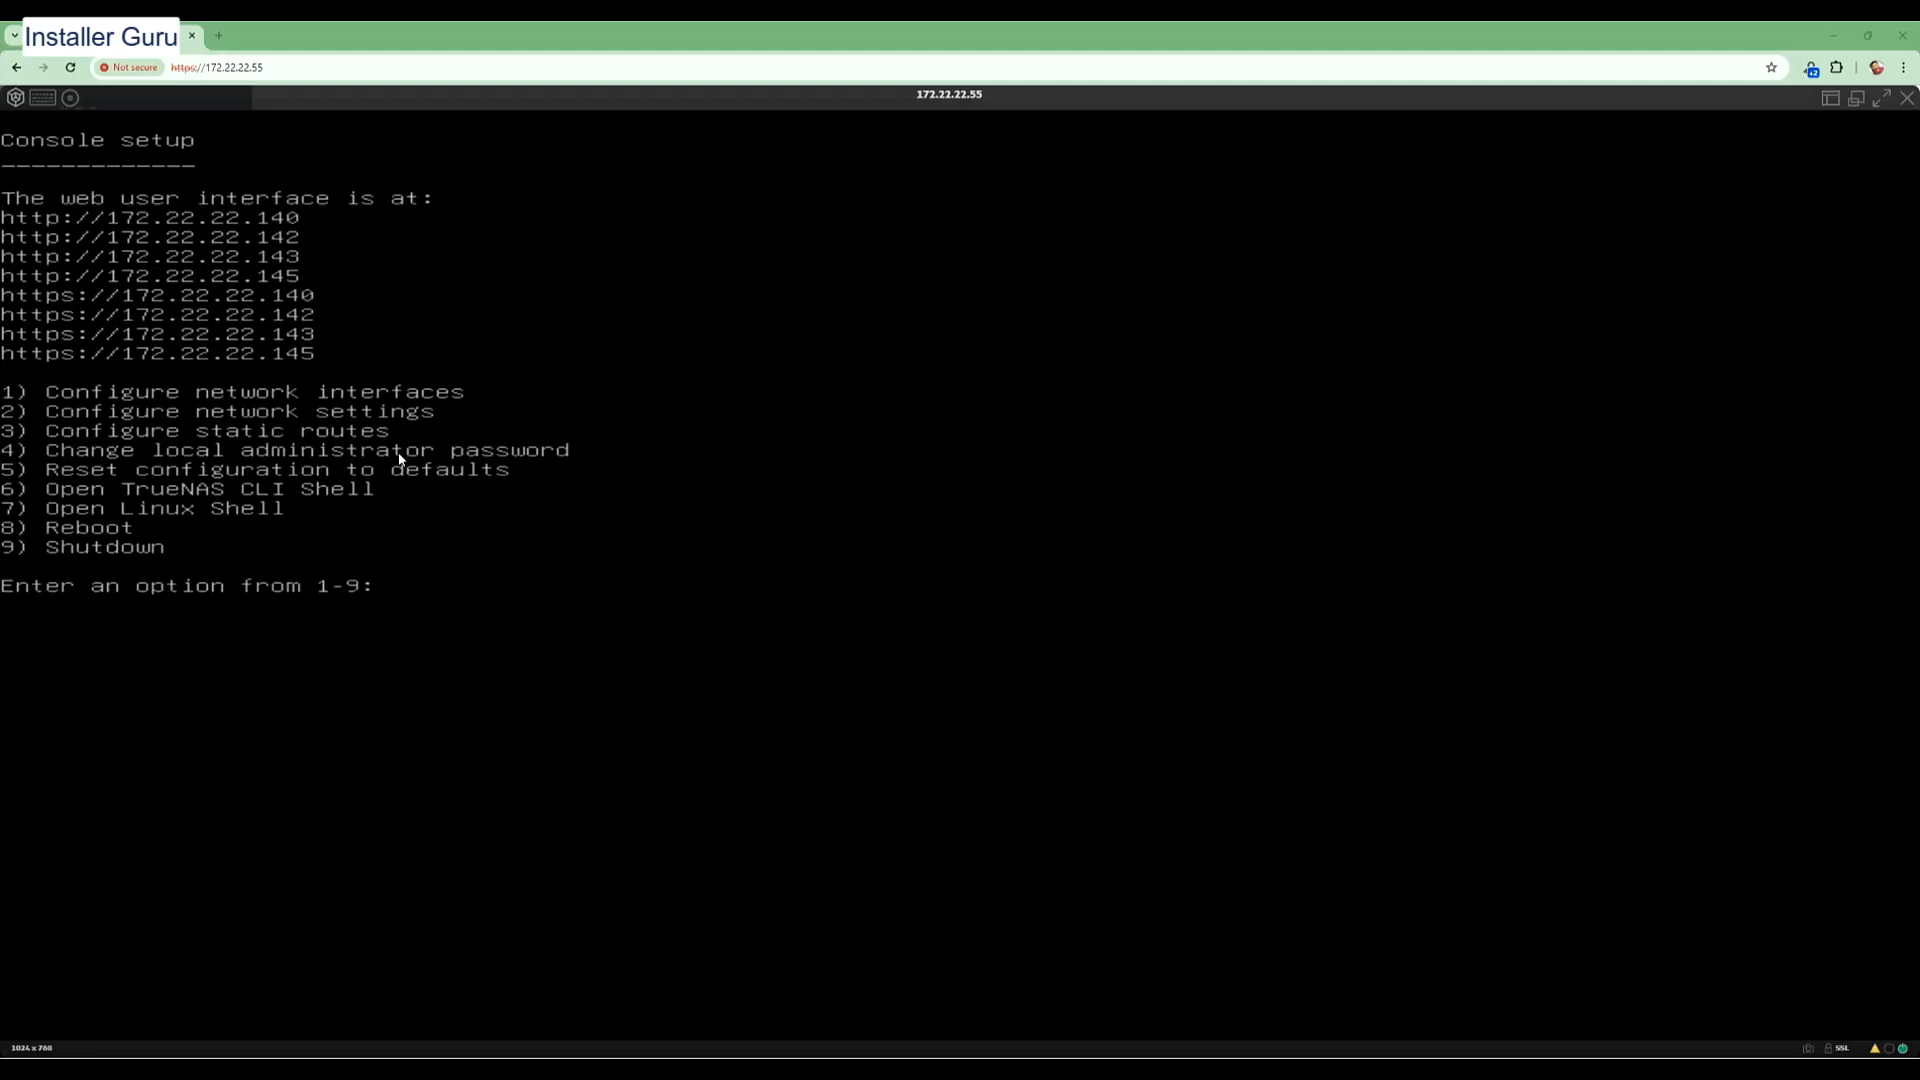 Installer Guru
Not secure https://172.22.22.55
+2
172.22.22.55
Console setup
-------------
The web user interface is at:
http://172.22.22.140
http://172.22.22.142
http://172.22.22.143
http://172.22.22.145
https://172.22.22.140
https://172.22.22.142
https://172.22.22.143
https://172.22.22.145
1) Configure network interfaces
2) Configure network settings
3) Configure static routes
4) Change local administrator password
5) Reset configuration to defaults
6) Open TrueNAS CLI Shell
7) Open Linux Shell
8) Reboot
9) Shutdown
Enter an option from 1-9:
1024 x 768
SSL